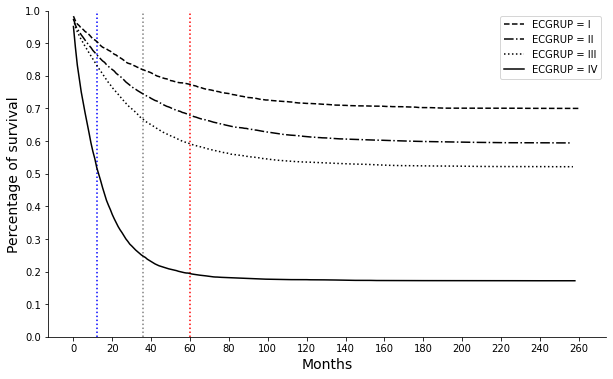 1.0
0.9
0.8
0.7
0.6
0.5
0.4
0.3
0.2
0.1
0.0
Percentage of survival
ECGRUP = I
ECGRUP = II
ECGRUP = III
ECGRUP = IV
0 20 40 60 80 100 120 140 160 180 200 220 240 260
Months